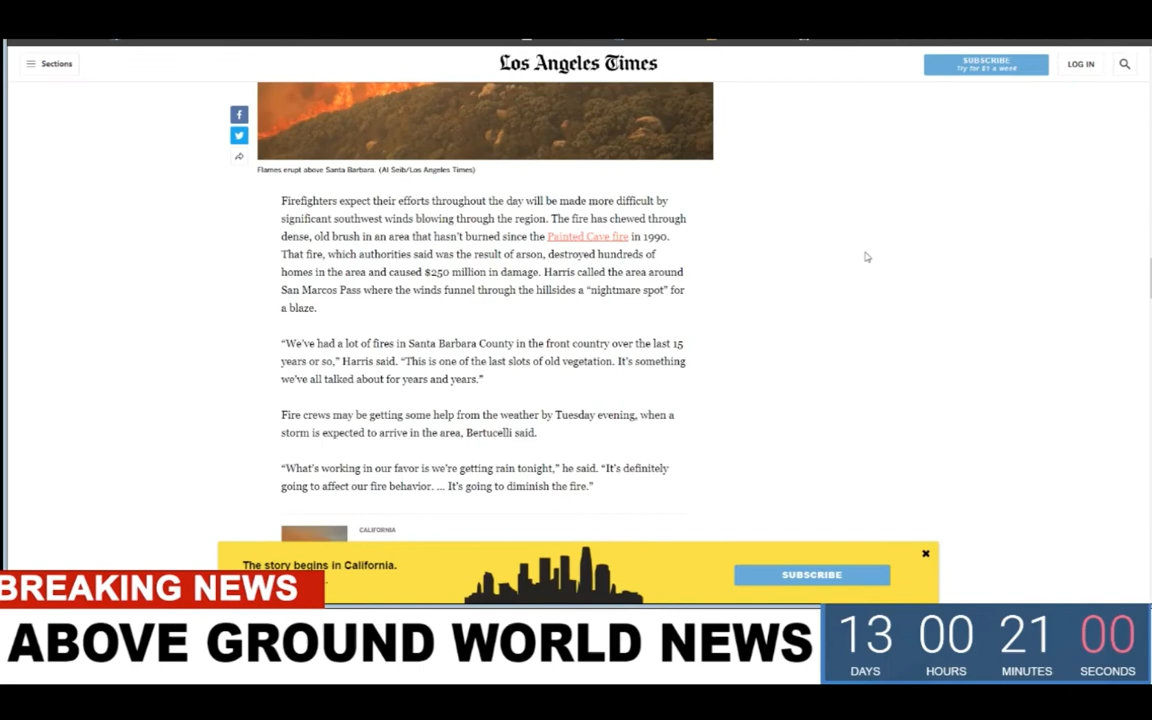 Sections
Los Angeles Times
SUBSCRIBE
Try for $1 a week
LOG IN
Flames erupt above Santa Barbara. (Al Seib/Los Angeles Times)
Firefighters expect their efforts throughout the day will be made more difficult by
significant southwest winds blowing through the region. The fire has chewed through
dense, old brush in an area that hasn't burned since the Painted Cave fire in 1990.
That fire, which authorities said was the result of arson, destroyed hundreds of
homes in the area and caused $250 million in damage. Harris called the area around
San Marcos Pass where the winds funnel through the hillsides a “nightmare spot” for
a blaze.
“We've had a lot of fires in Santa Barbara County in the front country over the last 15
years or so,” Harris said. “This is one of the last slots of old vegetation. It's something
we've all talked about for years and years.”
Fire crews may be getting some help from the weather by Tuesday evening, when a
storm is expected to arrive in the area, Bertucelli said.
“What's working in our favor is we're getting rain tonight,” he said. “It's definitely
going to affect our fire behavior. … It's going to diminish the fire.”
CALIFORNIA
The story begins in California.
SUBSCRIBE
BREAKING NEWS
ABOVE GROUND WORLD NEWS
13 00 21 00
DAYS HOURS MINUTES SECONDS